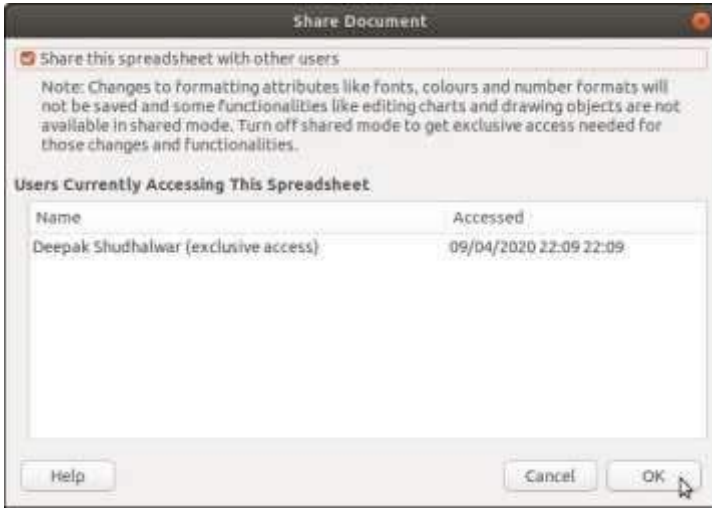 Share Document
Share this spreadsheet with other users
Note: Changes to formatting attributes like fonts, colours and number formats will
not be saved and some functionalities like editing charts and drawing objects are not
available in shared mode. Turn off shared mode to get exclusive access needed for
those changes and functionalities.
Users Currently Accessing This Spreadsheet
Name Accessed
Deepak Shudhalwar (exclusive access) 09/04/2020 22:09 22:09
Help Cancel OK